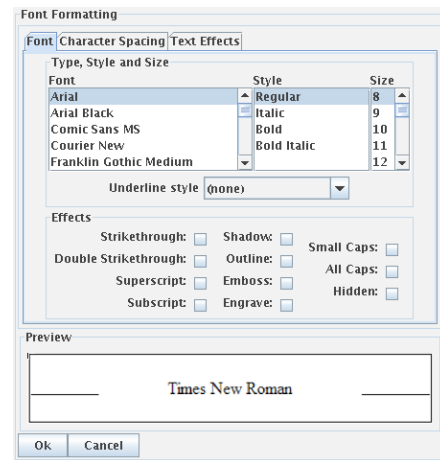 Font Formatting
Font Character Spacing Text Effects
Type, Style and Size
Font Style Size
Arial Regular 8
Arial Black Italic 9
Comic Sans MS Bold 10
Courier New Bold Italic 11
Franklin Gothic Medium 12
Underline style (none)
Effects
Strikethrough: Shadow: Small Caps:
Double Strikethrough: Outline: All Caps:
Superscript: Emboss: Hidden:
Subscript: Engrave:
Preview
Times New Roman
Ok Cancel